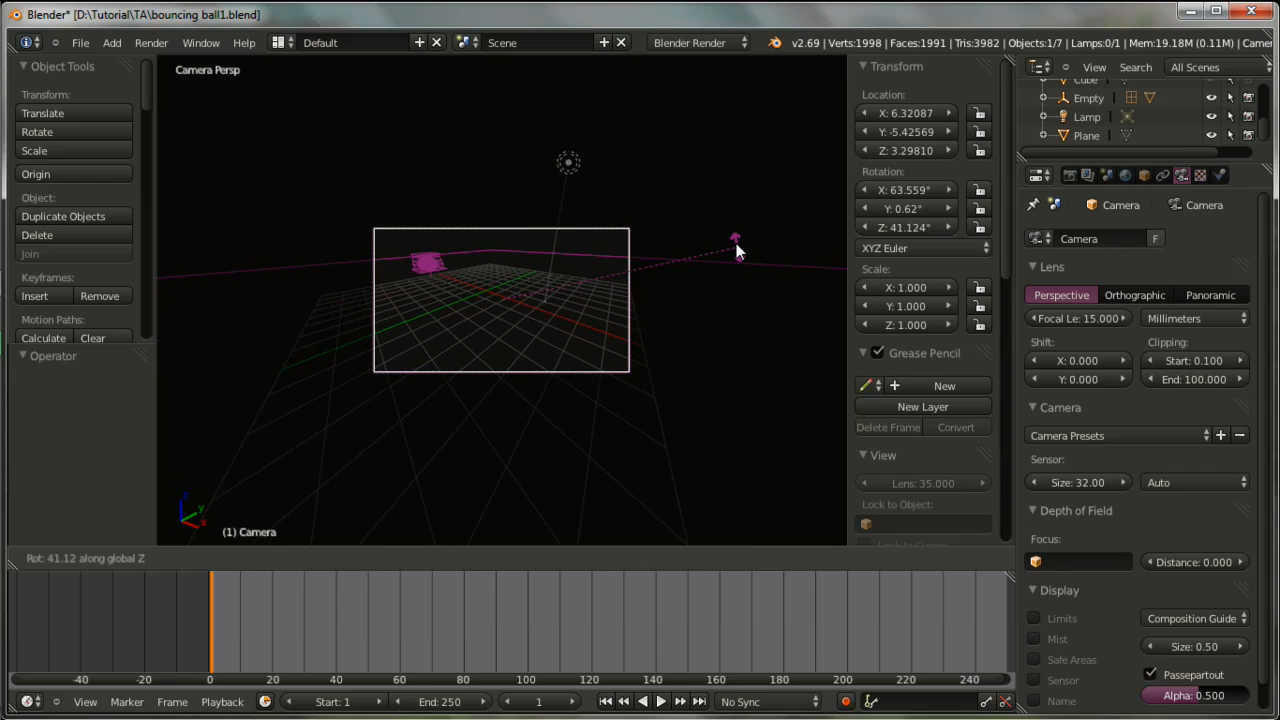 Blender* [D:\Tutorial\TA\bouncing ball1.blend]
File Add Render Window Help Default Scene Blender Render v2.69 | Verts:1998 | Faces:1991 | Tris:3982 | Objects:1/7 | Lamps:0/1 | Mem:19.18M (0.11M) | Camer
Object Tools
Transform:
Translate
Rotate
Scale
Origin
Object:
Duplicate Objects
Delete
Join
Keyframes:
Insert Remove
Motion Paths:
Calculate Clear
Operator
Camera Persp
(1) Camera
z
y
x
Transform
Location:
X: 6.32087
Y: -5.42569
Z: 3.29810
Rotation:
X: 63.559°
Y: 0.62°
Z: 41.124°
XYZ Euler
Scale:
X: 1.000
Y: 1.000
Z: 1.000
Grease Pencil
New
New Layer
Delete Frame Convert
View
Lens: 35.000
Lock to Object:
View Search All Scenes
Cube
Empty
Lamp
Plane
Camera Camera
Camera F
Lens
Perspective Orthographic Panoramic
Focal Le: 15.000 Millimeters
Shift: Clipping:
X: 0.000 Start: 0.100
Y: 0.000 End: 100.000
Camera
Camera Presets
Sensor:
Size: 32.00 Auto
Depth of Field
Focus:
Distance: 0.000
Display
Limits Composition Guide
Mist Size: 0.50
Safe Areas
Sensor Passepartout
Name Alpha: 0.500
Rot: 41.12 along global Z
-40 -20 0 20 40 60 80 100 120 140 160 180 200 220 240
View Marker Frame Playback Start: 1 End: 250 1 No Sync